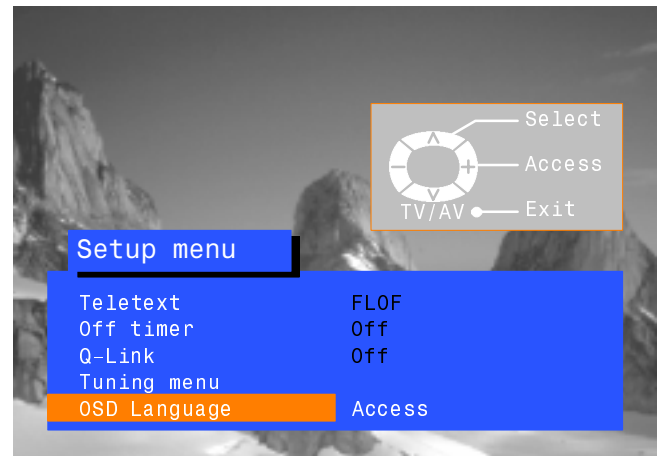 Select
Access
TV/AV
Exit
Setup menu
Teletext FLOF
Off timer Off
Q-Link Off
Tuning menu
OSD Language Access